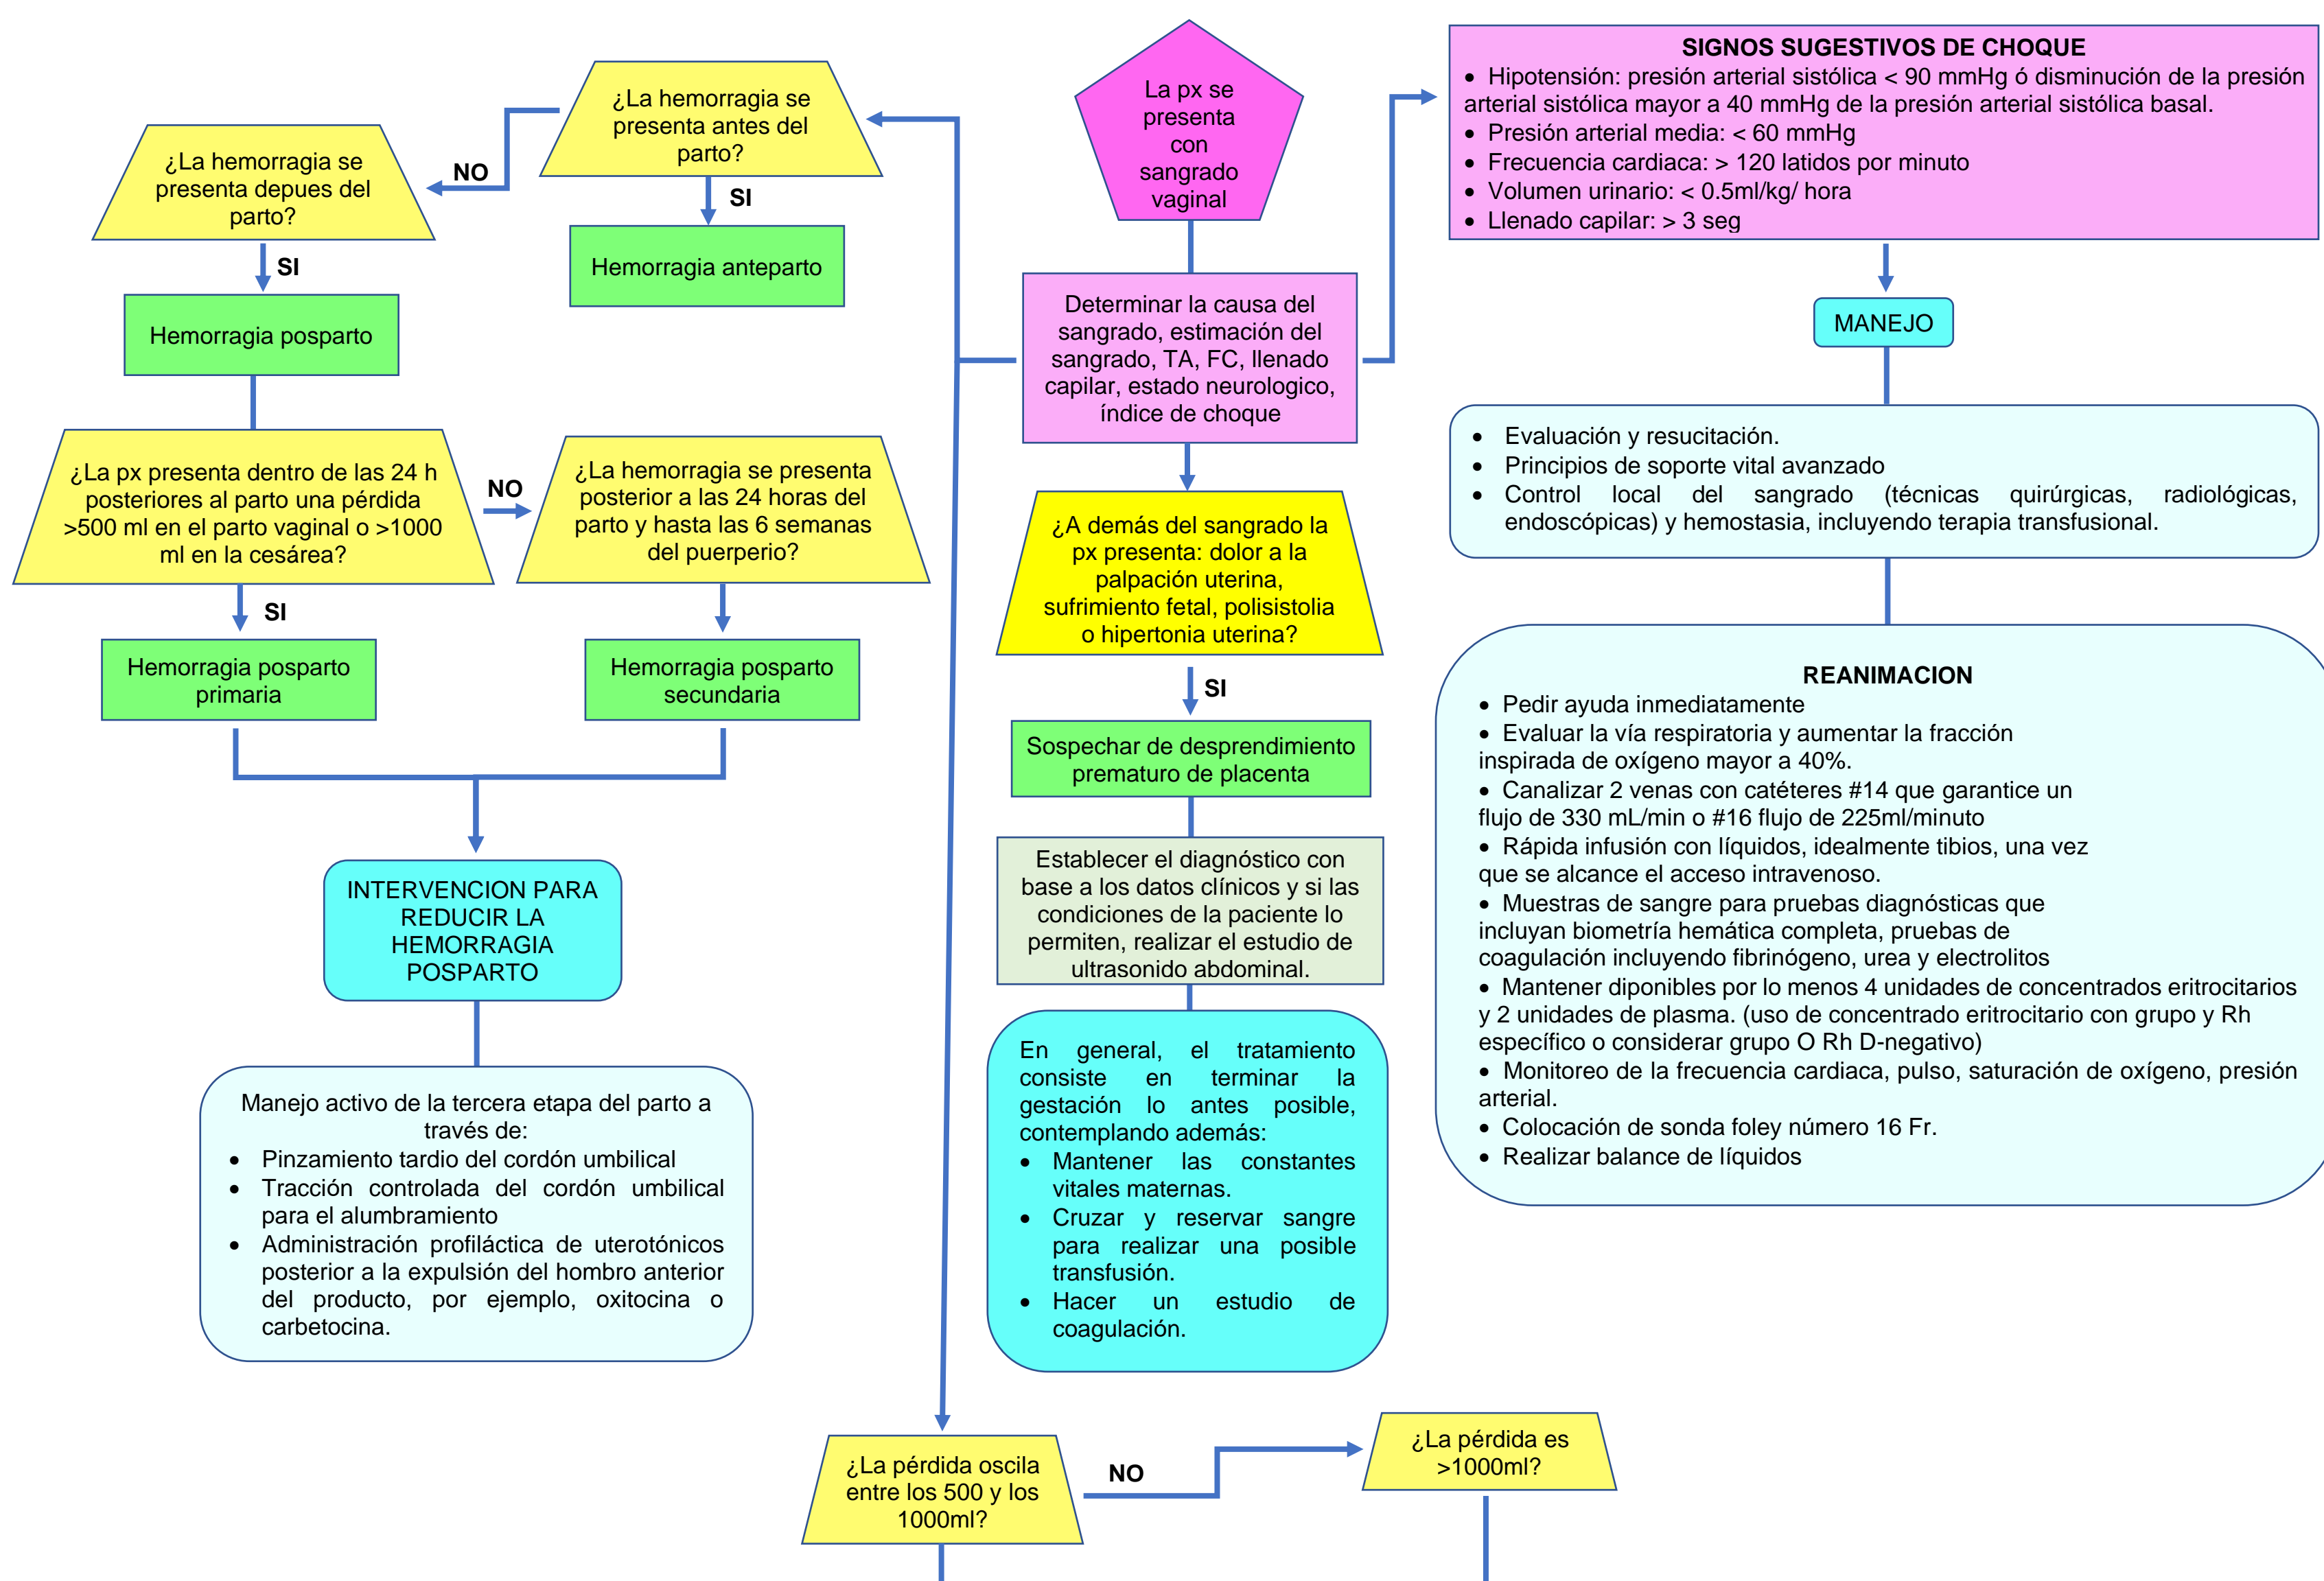 La px se
presenta
con
sangrado
vaginal
Determinar la causa del
sangrado, estimación del
sangrado, TA, FC, llenado
capilar, estado neurologico,
índice de choque
¿La hemorragia se
presenta antes del
parto?
NO
SI
Hemorragia anteparto
¿La hemorragia se
presenta depues del
parto?
SI
Hemorragia posparto
¿La px presenta dentro de las 24 h
posteriores al parto una pérdida
>500 ml en el parto vaginal o >1000
ml en la cesárea?
NO
SI
¿La hemorragia se presenta
posterior a las 24 horas del
parto y hasta las 6 semanas
del puerperio?
Hemorragia posparto
primaria
Hemorragia posparto
secundaria
INTERVENCION PARA
REDUCIR LA
HEMORRAGIA
POSPARTO
Manejo activo de la tercera etapa del parto a
través de:
• Pinzamiento tardio del cordón umbilical
• Tracción controlada del cordón umbilical
para el alumbramiento
• Administración profiláctica de uterotónicos
posterior a la expulsión del hombro anterior
del producto, por ejemplo, oxitocina o
carbetocina.
¿A demás del sangrado la
px presenta: dolor a la
palpación uterina,
sufrimiento fetal, polisistolia
o hipertonia uterina?
SI
Sospechar de desprendimiento
prematuro de placenta
Establecer el diagnóstico con
base a los datos clínicos y si las
condiciones de la paciente lo
permiten, realizar el estudio de
ultrasonido abdominal.
En general, el tratamiento
consiste en terminar la
gestación lo antes posible,
contemplando además:
• Mantener las constantes
vitales maternas.
• Cruzar y reservar sangre
para realizar una posible
transfusión.
• Hacer un estudio de
coagulación.
SIGNOS SUGESTIVOS DE CHOQUE
• Hipotensión: presión arterial sistólica < 90 mmHg ó disminución de la presión
arterial sistólica mayor a 40 mmHg de la presión arterial sistólica basal.
• Presión arterial media: < 60 mmHg
• Frecuencia cardiaca: > 120 latidos por minuto
• Volumen urinario: < 0.5ml/kg/ hora
• Llenado capilar: > 3 seg
MANEJO
• Evaluación y resucitación.
• Principios de soporte vital avanzado
• Control local del sangrado (técnicas quirúrgicas, radiológicas,
endoscópicas) y hemostasia, incluyendo terapia transfusional.
REANIMACION
• Pedir ayuda inmediatamente
• Evaluar la vía respiratoria y aumentar la fracción
inspirada de oxígeno mayor a 40%.
• Canalizar 2 venas con catéteres #14 que garantice un
flujo de 330 mL/min o #16 flujo de 225ml/minuto
• Rápida infusión con líquidos, idealmente tibios, una vez
que se alcance el acceso intravenoso.
• Muestras de sangre para pruebas diagnósticas que
incluyan biometría hemática completa, pruebas de
coagulación incluyendo fibrinógeno, urea y electrolitos
• Mantener diponibles por lo menos 4 unidades de concentrados eritrocitarios
y 2 unidades de plasma. (uso de concentrado eritrocitario con grupo y Rh
específico o considerar grupo O Rh D-negativo)
• Monitoreo de la frecuencia cardiaca, pulso, saturación de oxígeno, presión
arterial.
• Colocación de sonda foley número 16 Fr.
• Realizar balance de líquidos
¿La pérdida oscila
entre los 500 y los
1000ml?
NO
¿La pérdida es
>1000ml?